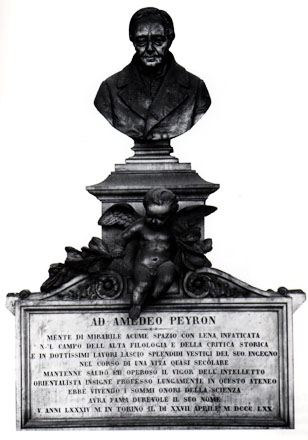 AD AMEDEO PEYRON
MENTE DI MIRABILE ACUME SPAZIÒ CON LENA INFATICATA
NEL CAMPO DELL'ALTA FILOLOGIA E DELLA CRITICA STORICA
E IN DOTTISSIMI LAVORI LASCIÒ SPLENDIDI VESTIGI DEL SUO INGEGNO
NEL CORSO DI UNA VITA QUASI SECOLARE
MANTENNE SALDO ED OPEROSO IL VIGOR DELL'INTELLETTO
ORIENTALISTA INSIGNE PROFESSÒ LUNGAMENTE IN QUESTO ATENEO
EBBE VIVENDO I SOMMI ONORI DELLA SCIENZA
AVRÀ FAMA DUREVOLE IL SUO NOME
V ANNI LXXXIV M. IN TORINO IL DÌ XXVII APRILE M DCCC LXX